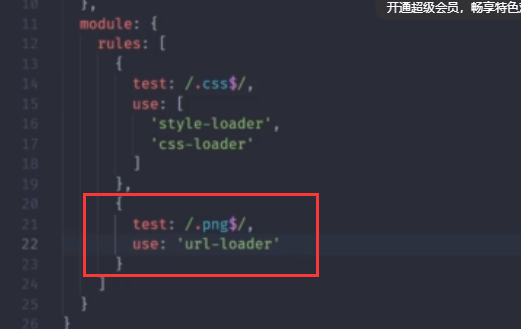 开通超级会员，畅享特色
10 },
11 module: {
12 rules: [
13 {
14 test: /.css$/,
15 use: [
16 'style-loader',
17 'css-loader'
18 ]
19 },
20 {
21 test: /.png$/,
22 use: 'url-loader'
23 }
24 ]
25 }
26 }